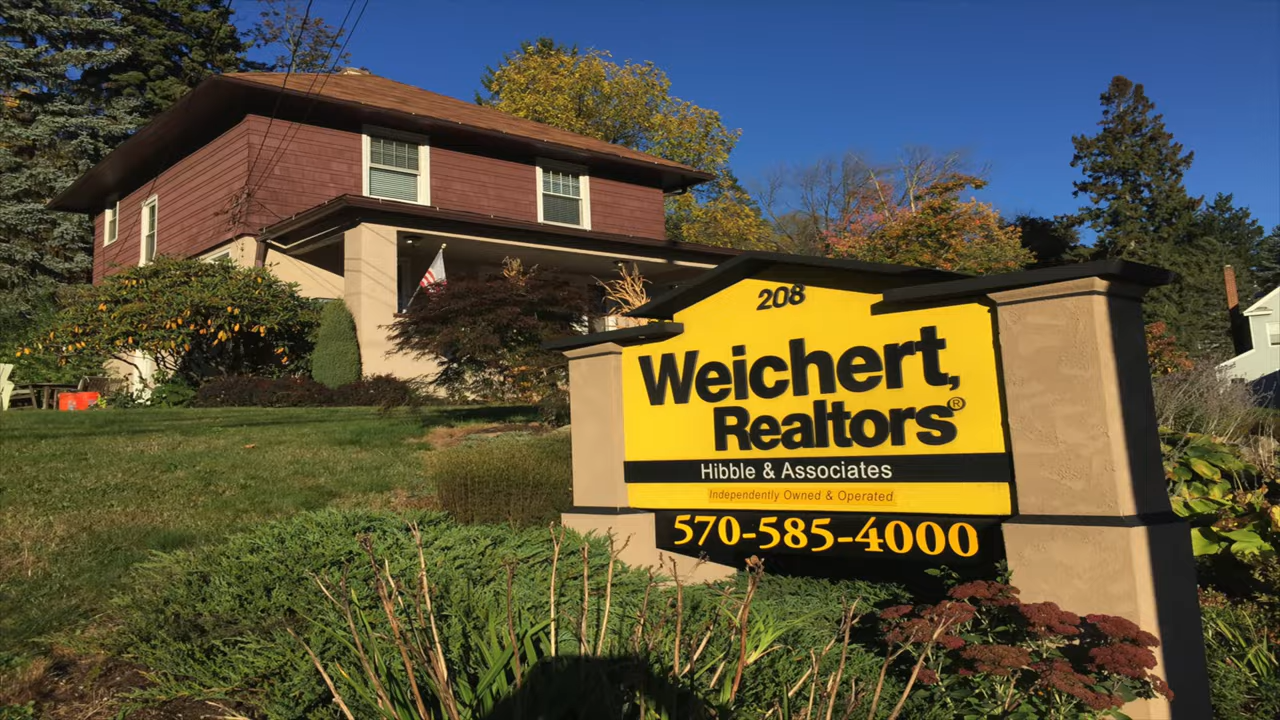 208
Weichert,
Realtors®
Hibble & Associates
Independently Owned & Operated
570-585-4000